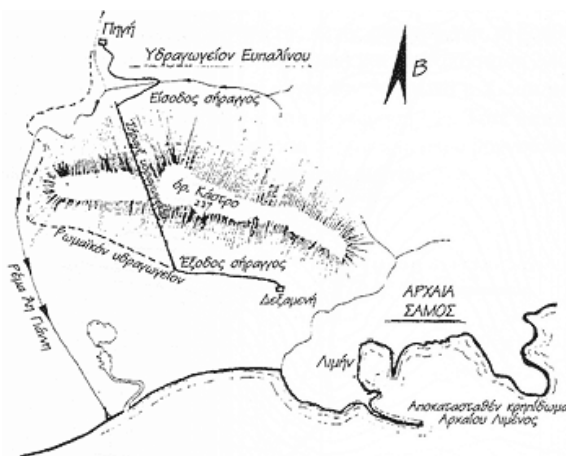 Πηγή
Υδραγωγείον Ευπαλίνου
Β
Είσοδος σήραγγος
όρ. Κάστρο
237
Ρωμαϊκόν υδραγωγείον
Έξοδος σήραγγος
Δεξαμενή
Ρέμα Αη Γιάννη
ΑΡΧΑΙΑ
ΣΑΜΟΣ
Λιμήν
Αποκατασταθέν κρηπίδωμα
Αρχαίου Λιμένος